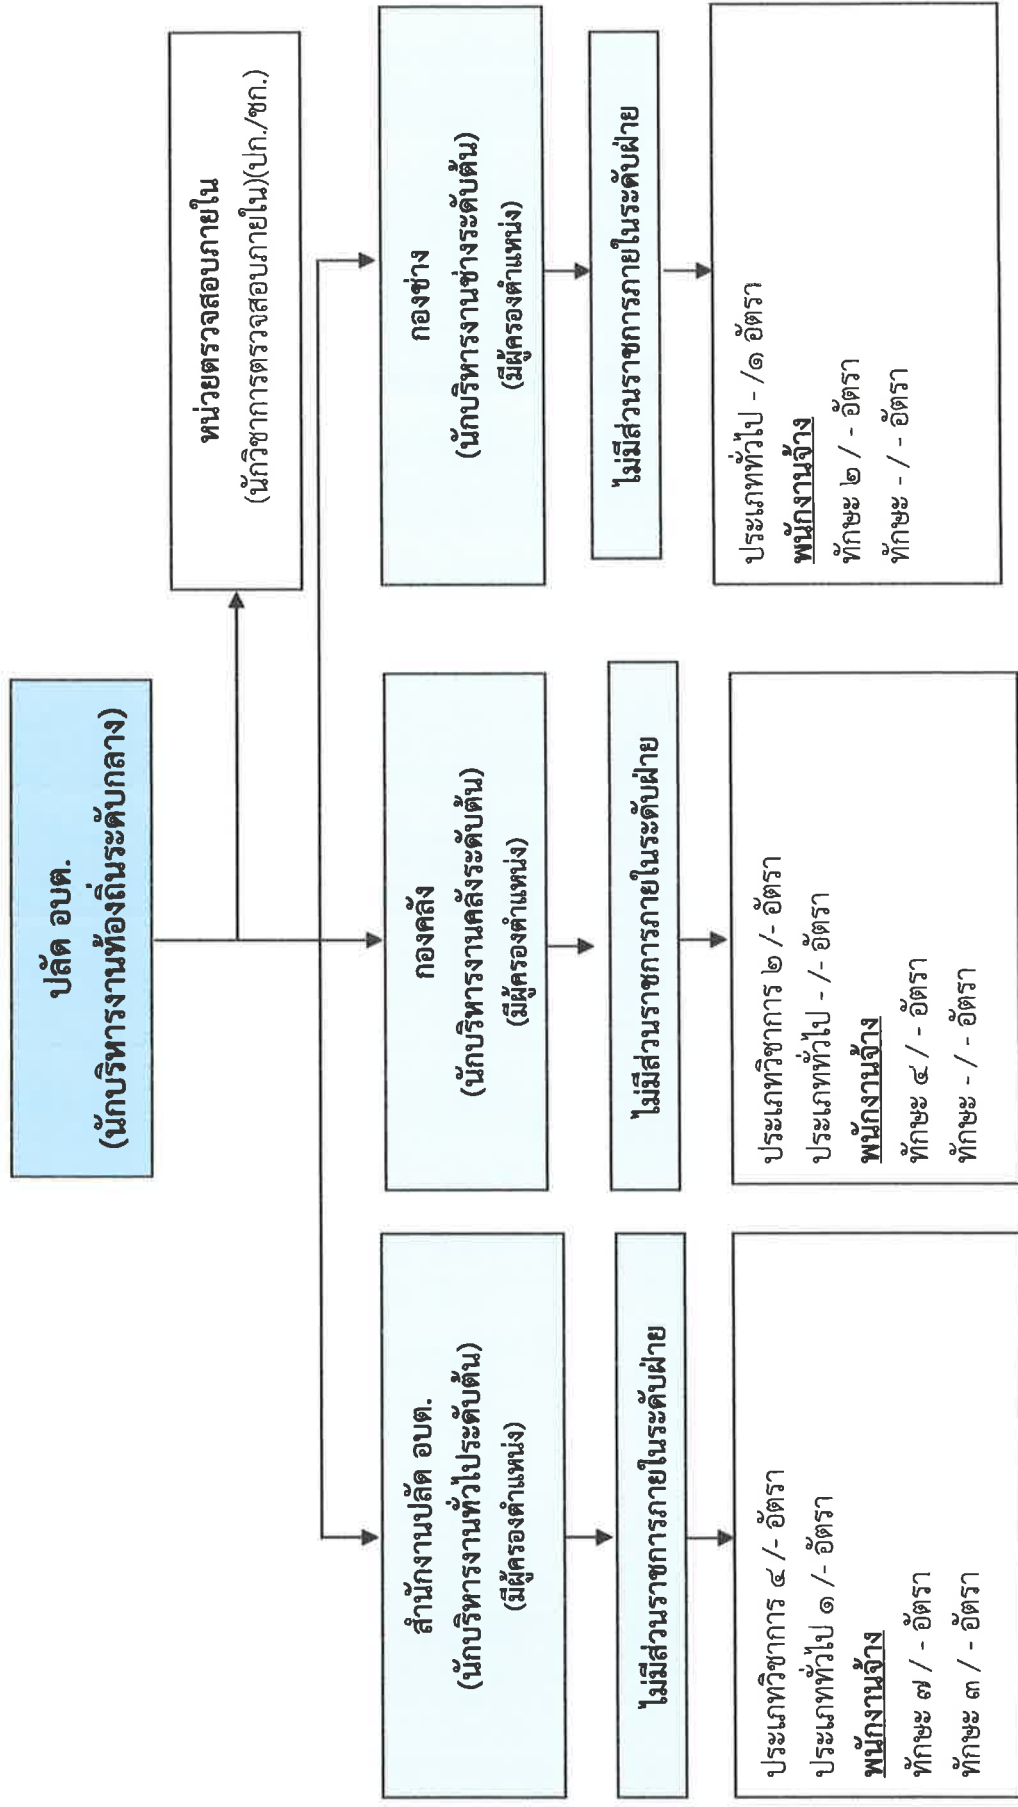 ปลัด อบต.
(นักบริหารงานท้องถิ่นระดับกลาง)
หน่วยตรวจสอบภายใน
(นักวิชาการตรวจสอบภายใน)(ปก./ชก.)
สำนักงานปลัด อบต.
(นักบริหารงานทั่วไประดับต้น)
(มีผู้ครองตำแหน่ง)
ไม่มีส่วนราชการภายในระดับฝ่าย
ประเภทวิชาการ ๔ /- อัตรา
ประเภททั่วไป ๑ /- อัตรา
พนักงานจ้าง
ทักษะ ๗ / - อัตรา
ทักษะ ๓ / - อัตรา
กองคลัง
(นักบริหารงานคลังระดับต้น)
(มีผู้ครองตำแหน่ง)
ไม่มีส่วนราชการภายในระดับฝ่าย
ประเภทวิชาการ ๒ /- อัตรา
ประเภททั่วไป - /- อัตรา
พนักงานจ้าง
ทักษะ ๔ / - อัตรา
ทักษะ - / - อัตรา
กองช่าง
(นักบริหารงานช่างระดับต้น)
(มีผู้ครองตำแหน่ง)
ไม่มีส่วนราชการภายในระดับฝ่าย
ประเภททั่วไป - /๑ อัตรา
พนักงานจ้าง
ทักษะ ๒ / - อัตรา
ทักษะ - / - อัตรา